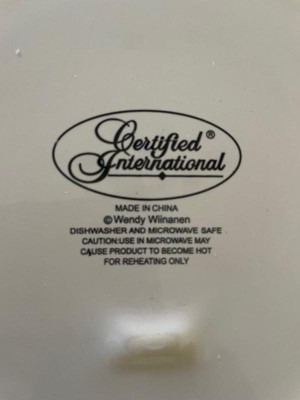 Certified®
International
MADE IN CHINA
©Wendy Wiinanen
DISHWASHER AND MICROWAVE SAFE
CAUTION:USE IN MICROWAVE MAY
CAUSE PRODUCT TO BECOME HOT
FOR REHEATING ONLY